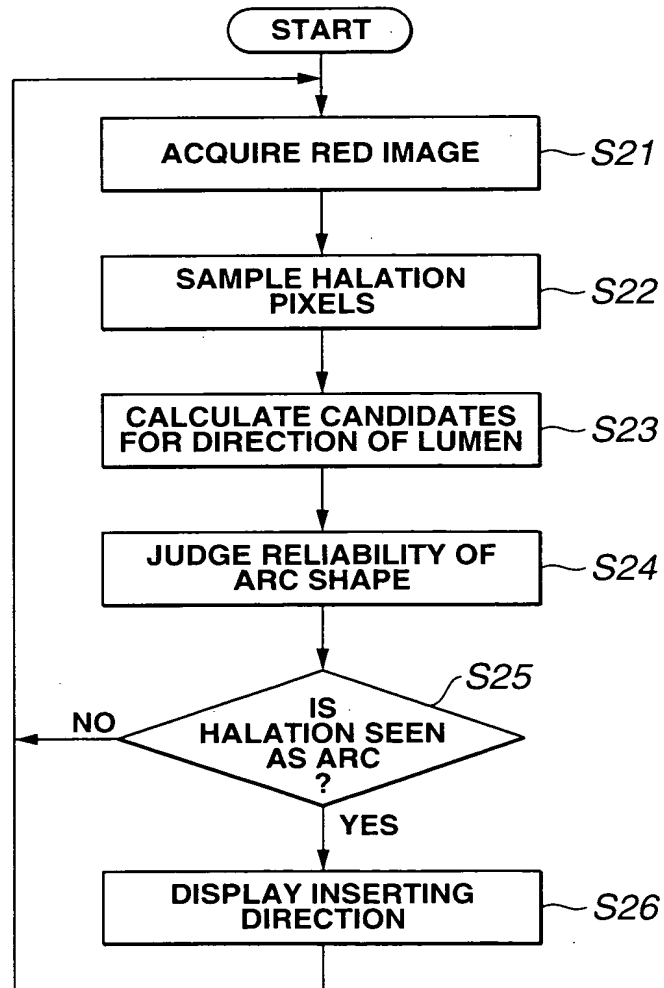 START
ACQUIRE RED IMAGE
S21
SAMPLE HALATION
PIXELS
S22
CALCULATE CANDIDATES
FOR DIRECTION OF LUMEN
S23
JUDGE RELIABILITY OF
ARC SHAPE
S24
S25
IS
HALATION SEEN
AS ARC
?
NO
YES
DISPLAY INSERTING
DIRECTION
S26